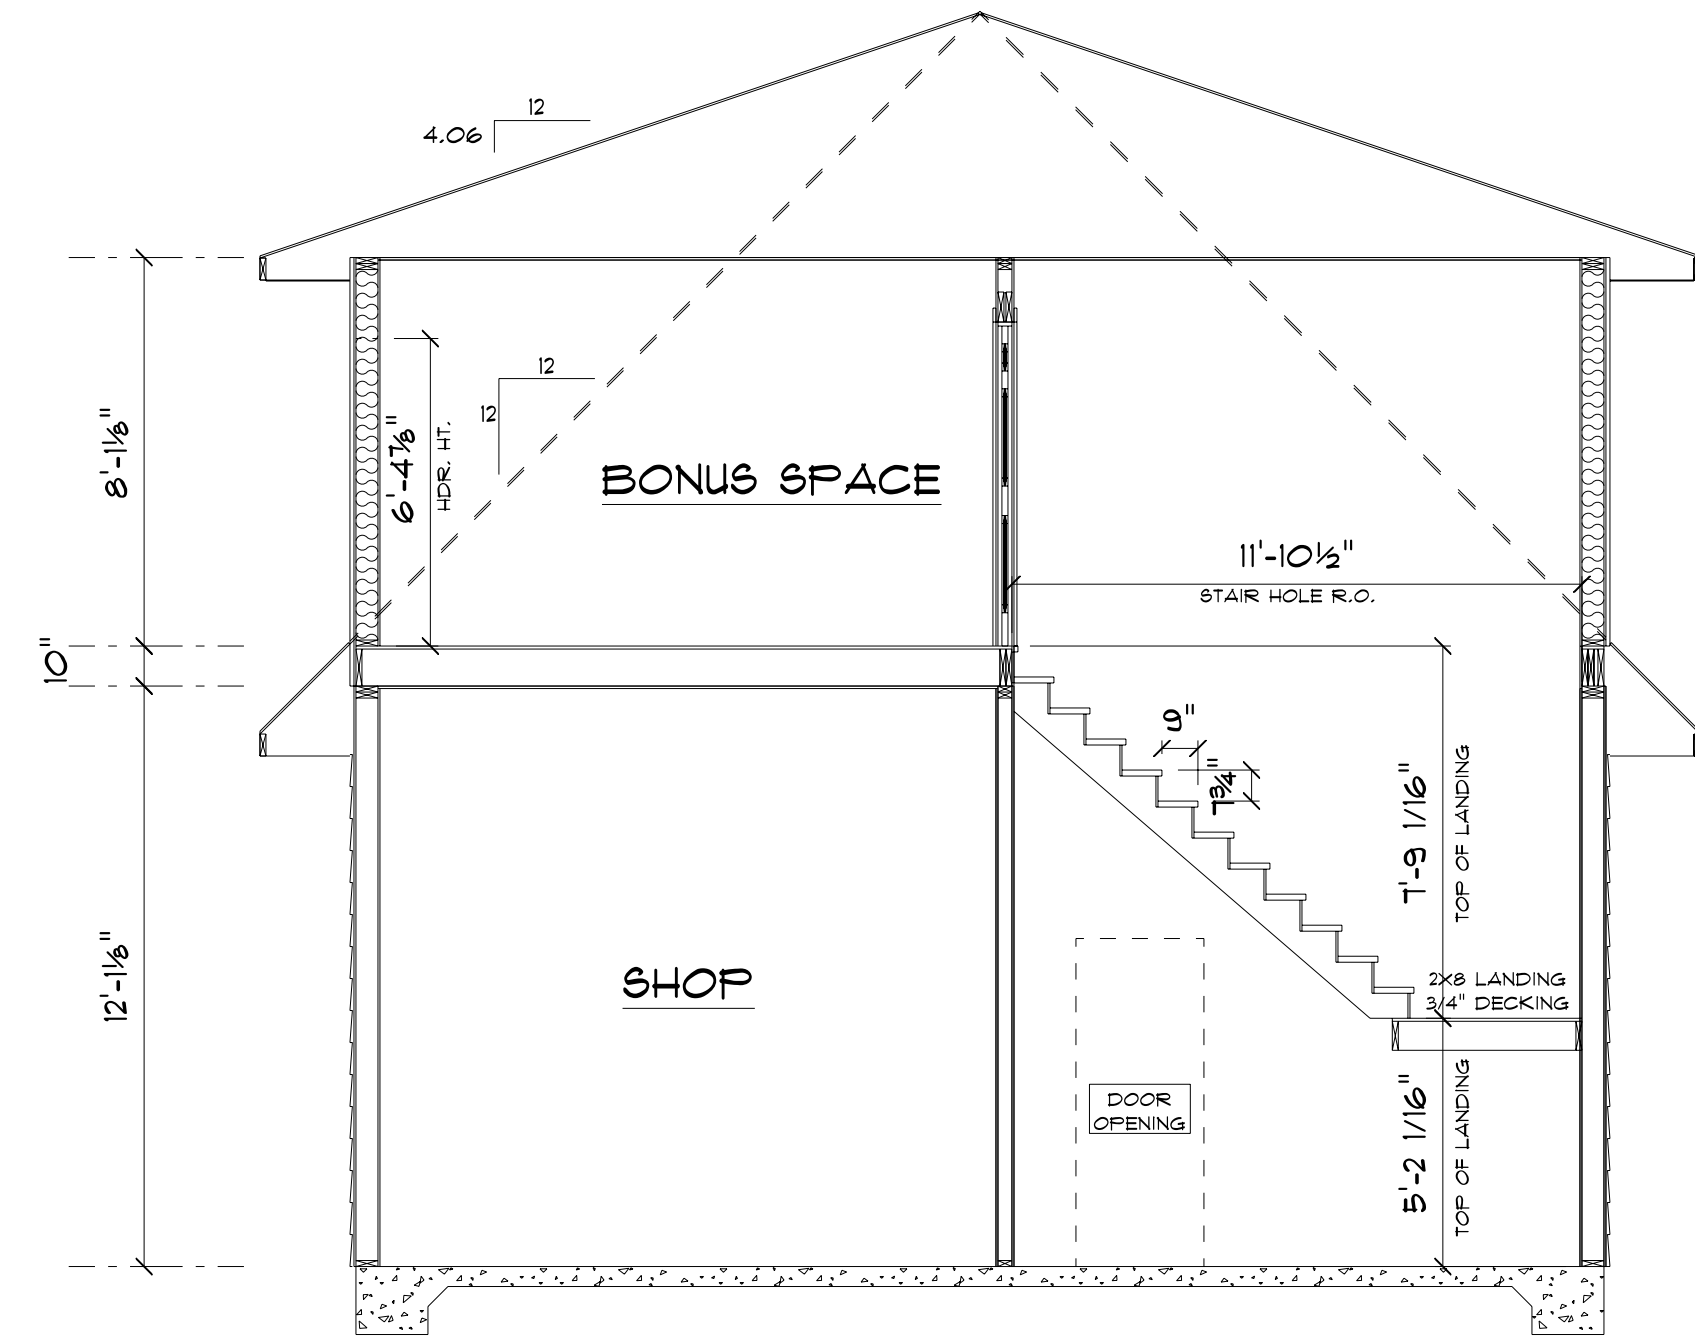 12
4.06
12
12
8'-1⅛"
6'-4⅞"
HDR. HT.
BONUS SPACE
11'-10½"
STAIR HOLE R.O.
10"
9"
7¾"
7'-9 1/16"
TOP OF LANDING
12'-1⅛"
SHOP
2X8 LANDING
3/4" DECKING
DOOR
OPENING
5'-2 1/16"
TOP OF LANDING